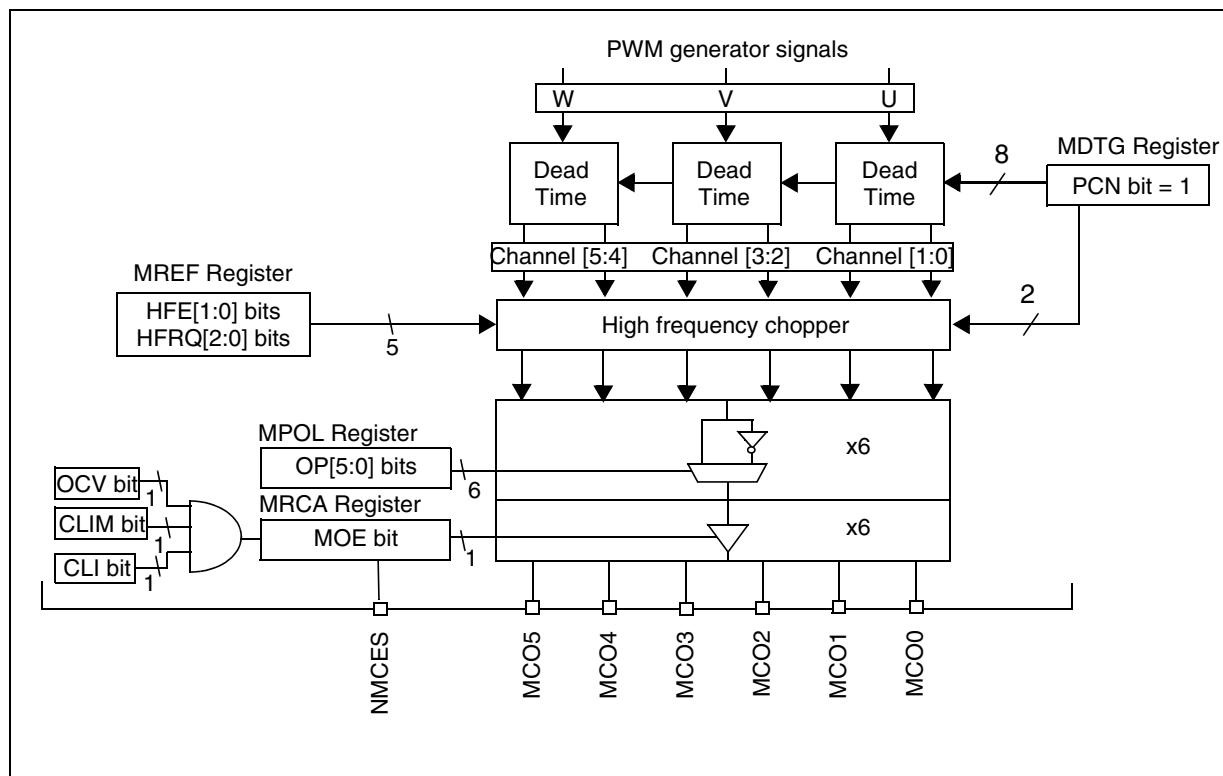 PWM generator signals
W V U
MDTG Register
8
PCN bit = 1
Dead Time
Dead Time
Dead Time
Channel [5:4] Channel [3:2] Channel [1:0]
MREF Register
HFE[1:0] bits
HFRQ[2:0] bits
5
High frequency chopper
2
MPOL Register
OP[5:0] bits
6
x6
OCV bit
1
CLIM bit
1
CLI bit
1
MRCA Register
MOE bit
1
x6
NMCES
MCO5
MCO4
MCO3
MCO2
MCO1
MCO0